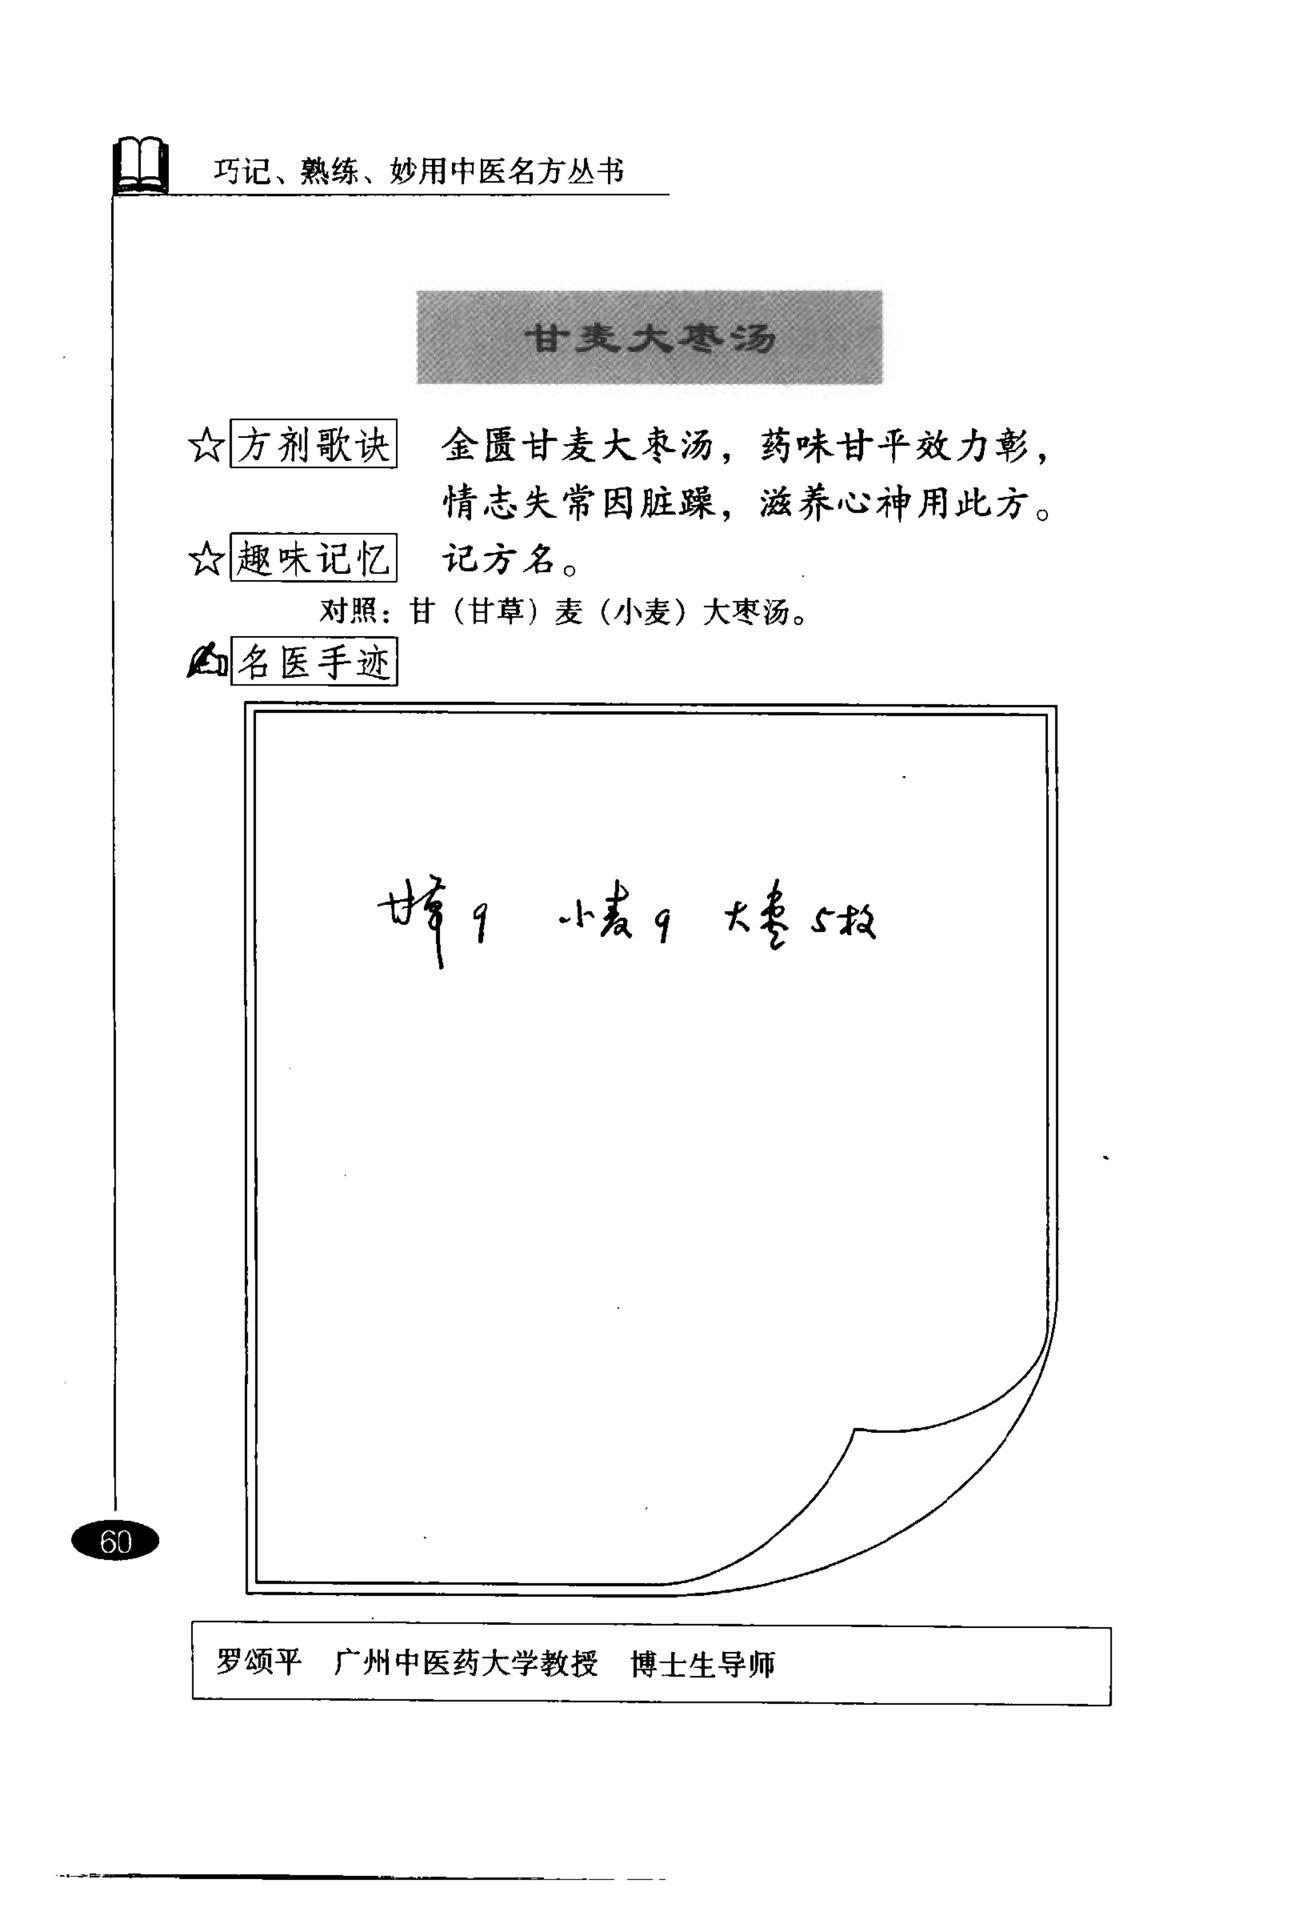 巧记、熟练、妙用中医名方丛书
甘麦大枣汤
☆方剂歌诀 金匮甘麦大枣汤，药味甘平效力彰，
情志失常因脏躁，滋养心神用此方。
☆趣味记忆 记方名。
对照：甘（甘草）麦（小麦）大枣汤。
名医手迹
甘草9 小麦9 大枣5枚
60
罗颂平 广州中医药大学教授 博士生导师